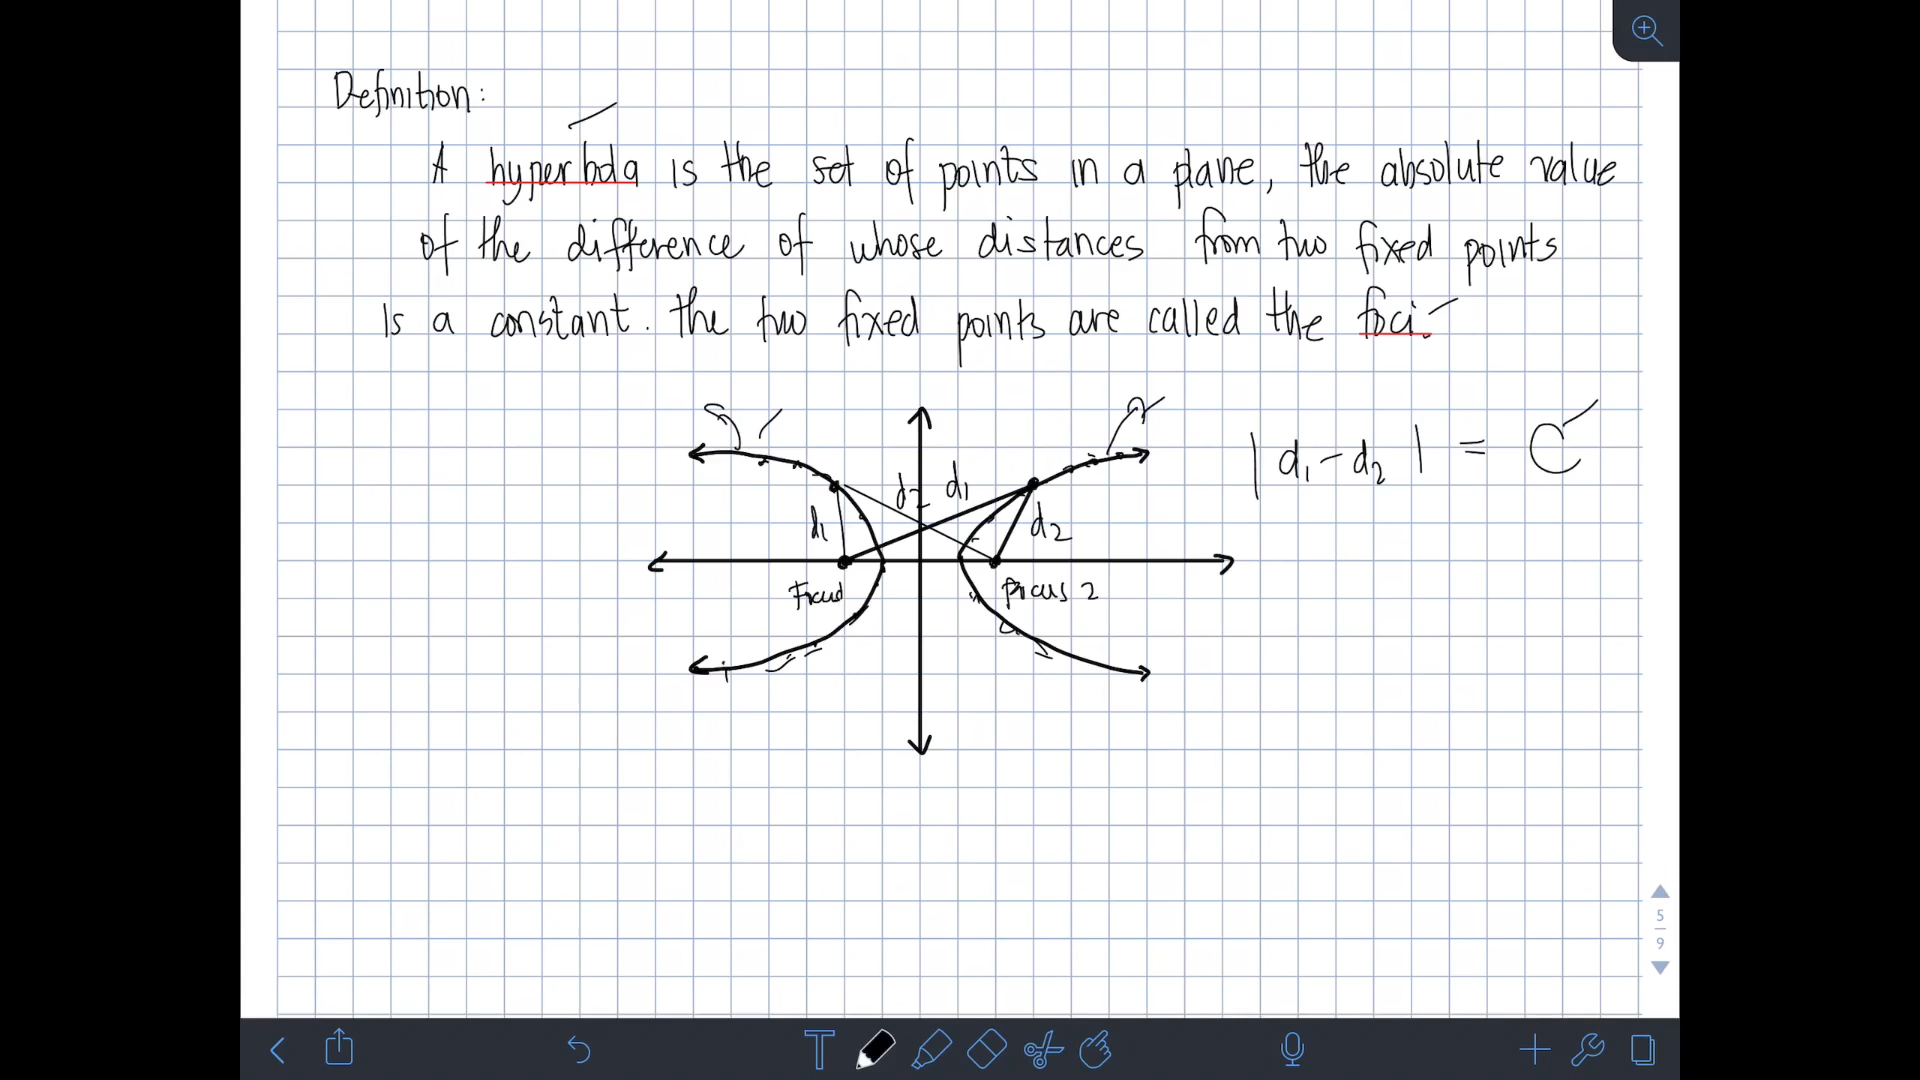 Definition:
A hyperbola is the set of points in a plane, the absolute value
of the difference of whose distances from two fixed points
is a constant. the two fixed points are called the foci.
| d₁ - d₂ | = C
d₂ d₁
d₁ d₂
Focus 2
5
9
T